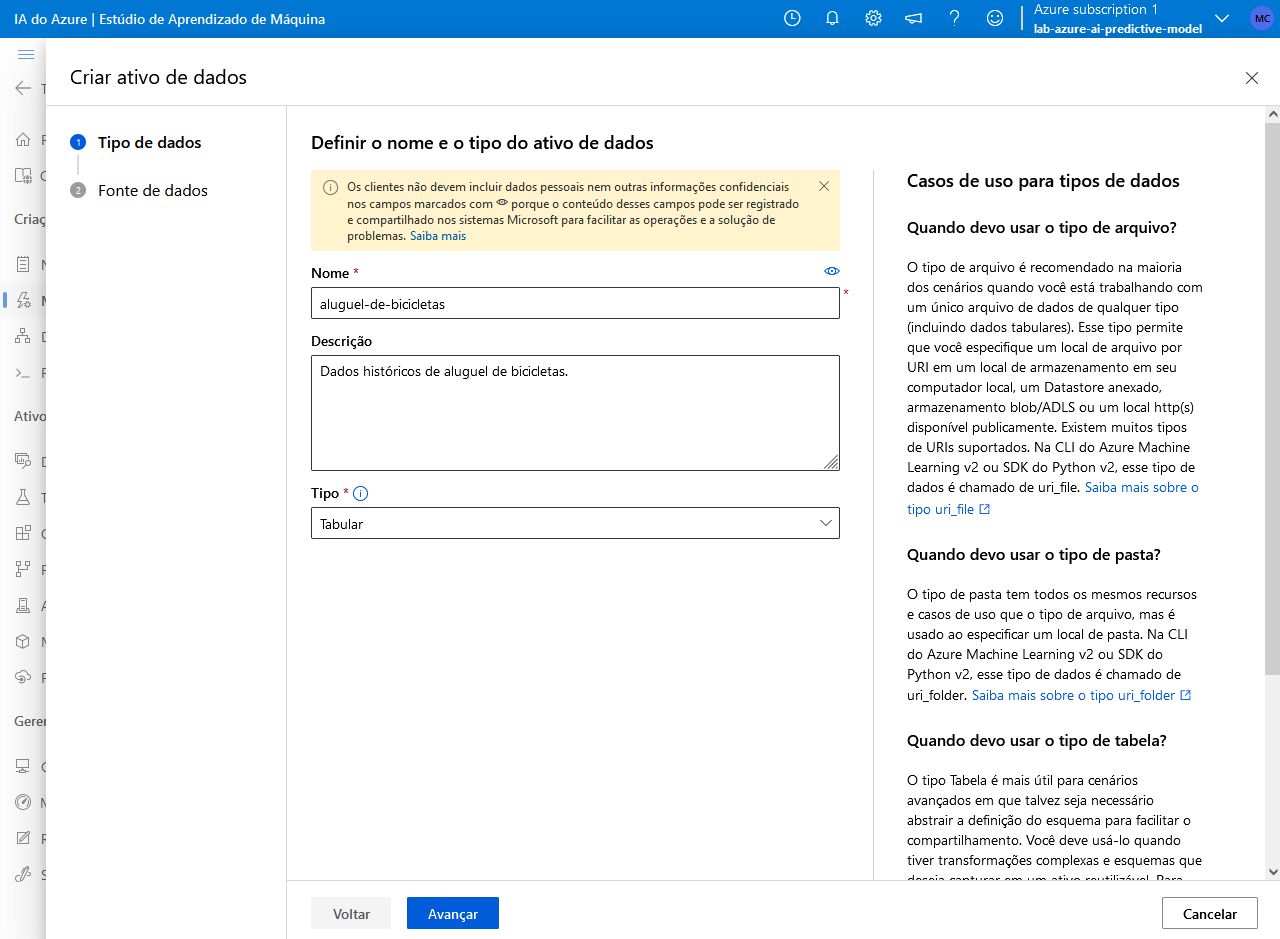 IA do Azure | Estúdio de Aprendizado de Máquina
Azure subscription 1
lab-azure-ai-predictive-model
MC
Criar ativo de dados
1 Tipo de dados
2 Fonte de dados
Criaç
Ativo
Geren
Definir o nome e o tipo do ativo de dados
Os clientes não devem incluir dados pessoais nem outras informações confidenciais
nos campos marcados com porque o conteúdo desses campos pode ser registrado
e compartilhado nos sistemas Microsoft para facilitar as operações e a solução de
problemas. Saiba mais
Nome *
aluguel-de-bicicletas
*
Descrição
Dados históricos de aluguel de bicicletas.
Tipo *
Tabular
Casos de uso para tipos de dados
Quando devo usar o tipo de arquivo?
O tipo de arquivo é recomendado na maioria
dos cenários quando você está trabalhando com
um único arquivo de dados de qualquer tipo
(incluindo dados tabulares). Esse tipo permite
que você especifique um local de arquivo por
URI em um local de armazenamento em seu
computador local, um Datastore anexado,
armazenamento blob/ADLS ou um local http(s)
disponível publicamente. Existem muitos tipos
de URIs suportados. Na CLI do Azure Machine
Learning v2 ou SDK do Python v2, esse tipo de
dados é chamado de uri_file. Saiba mais sobre o
tipo uri_file
Quando devo usar o tipo de pasta?
O tipo de pasta tem todos os mesmos recursos
e casos de uso que o tipo de arquivo, mas é
usado ao especificar um local de pasta. Na CLI
do Azure Machine Learning v2 ou SDK do
Python v2, esse tipo de dados é chamado de
uri_folder. Saiba mais sobre o tipo uri_folder
Quando devo usar o tipo de tabela?
O tipo Tabela é mais útil para cenários
avançados em que talvez seja necessário
abstrair a definição do esquema para facilitar o
compartilhamento. Você deve usá-lo quando
tiver transformações complexas e esquemas que
deseja capturar em um ativo reutilizável. Para
Voltar
Avançar
Cancelar